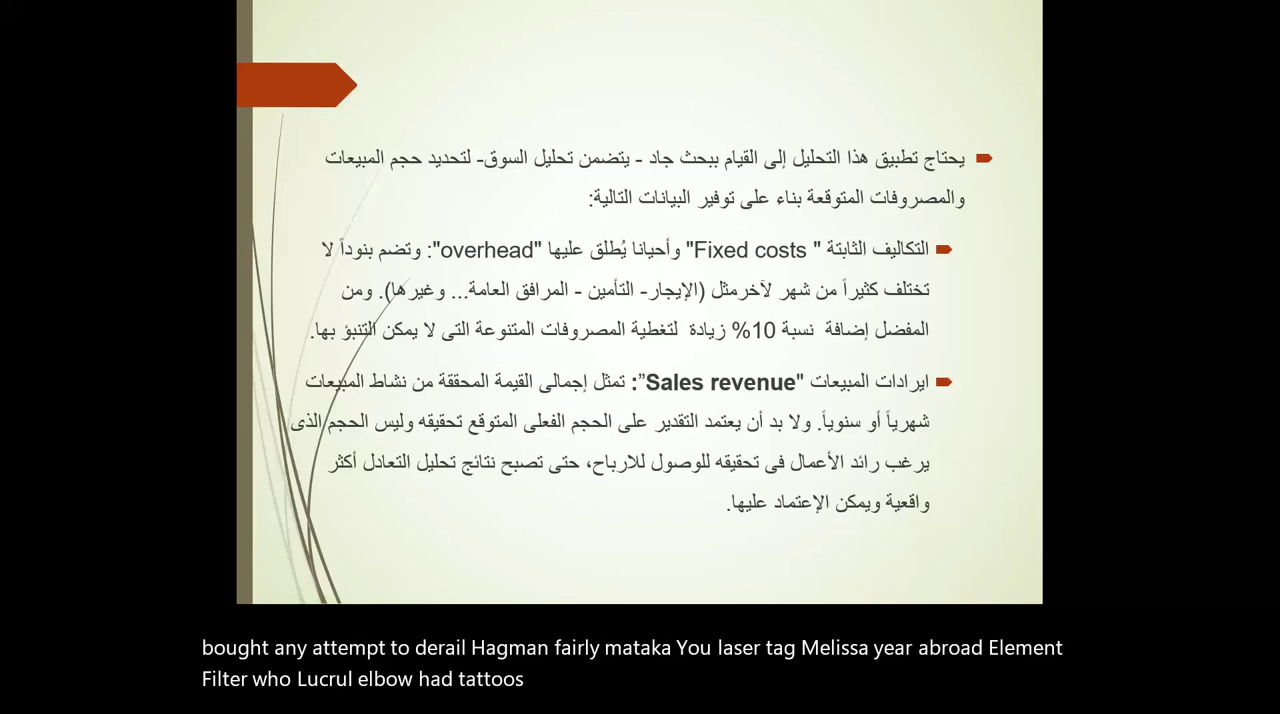 يحتاج تطبيق هذا التحليل إلى القيام ببحث جاد - يتضمن تحليل السوق- لتحديد حجم المبيعات
والمصروفات المتوقعة بناء على توفير البيانات التالية:
التكاليف الثابتة " Fixed costs" وأحيانا يُطلق عليها "overhead": وتضم بنوداً لا
تختلف كثيراً من شهر لآخرمثل (الإيجار- التأمين - المرافق العامة... وغيرها). ومن
المفضل إضافة نسبة 10% زيادة لتغطية المصروفات المتنوعة التى لا يمكن التنبؤ بها.
ايرادات المبيعات "Sales revenue": تمثل إجمالى القيمة المحققة من نشاط المبيعات
شهرياً أو سنوياً. ولا بد أن يعتمد التقدير على الحجم الفعلى المتوقع تحقيقه وليس الحجم الذى
يرغب رائد الأعمال فى تحقيقه للوصول للارباح، حتى تصبح نتائج تحليل التعادل أكثر
واقعية ويمكن الإعتماد عليها.
bought any attempt to derail Hagman fairly mataka You laser tag Melissa year abroad Element
Filter who Lucrul elbow had tattoos